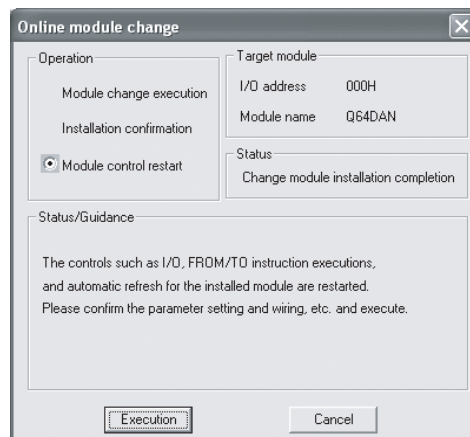 Online module change
Operation
Module change execution
Installation confirmation
Module control restart
Target module
I/O address 000H
Module name Q64DAN
Status
Change module installation completion
Status/Guidance
The controls such as I/O, FROM/TO instruction executions,
and automatic refresh for the installed module are restarted.
Please confirm the parameter setting and wiring, etc. and execute.
Execution Cancel